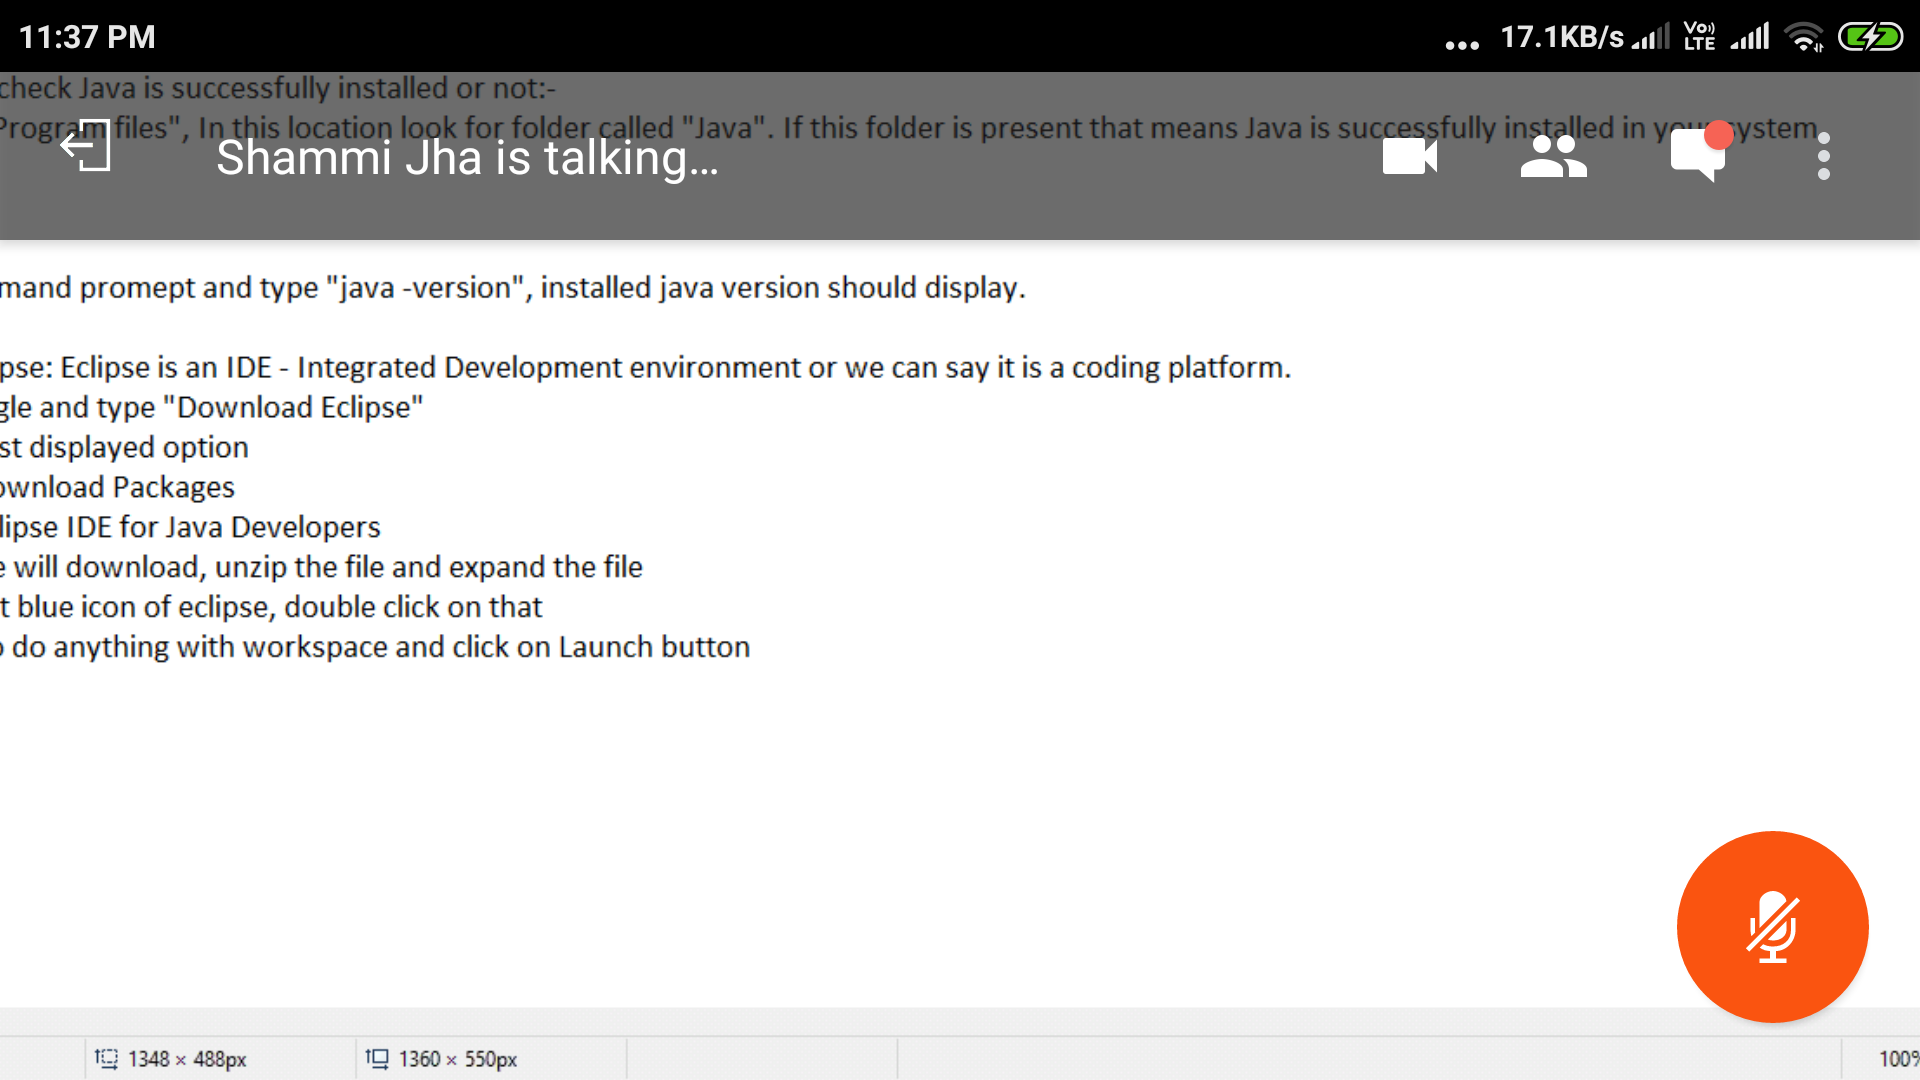 11:37 PM
... 17.1KB/s Vo)) LTE
check Java is successfully installed or not:-
Program files", In this location look for folder called "Java". If this folder is present that means Java is successfully installed in your system
Shammi Jha is talking...
mand promept and type "java -version", installed java version should display.
pse: Eclipse is an IDE - Integrated Development environment or we can say it is a coding platform.
gle and type "Download Eclipse"
st displayed option
ownload Packages
lipse IDE for Java Developers
e will download, unzip the file and expand the file
t blue icon of eclipse, double click on that
o do anything with workspace and click on Launch button
1348 × 488px 1360 × 550px 100%